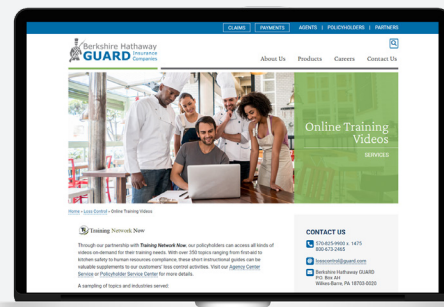 CLAIMS PAYMENTS AGENTS | POLICYHOLDERS | PARTNERS
Berkshire Hathaway
GUARD Insurance Companies
About Us Products Careers Contact Us
Online Training
Videos
SERVICES
Home » Loss Control » Online Training Videos
Training Network Now
Through our partnership with Training Network Now, our policyholders can access all kinds of
videos-on-demand for their training needs. With over 350 topics ranging from first-aid to
kitchen safety to human resources compliance, these short instructional guides can be
valuable supplements to our customers' loss control activities. Visit our Agency Center
Service or Policyholder Service Center for more details.
A sampling of topics and industries served:
CONTACT US
570-825-9900 x. 1475
800-673-2465
losscontrol@guard.com
Berkshire Hathaway GUARD
P.O. Box AH
Wilkes-Barre, PA 18703-0020